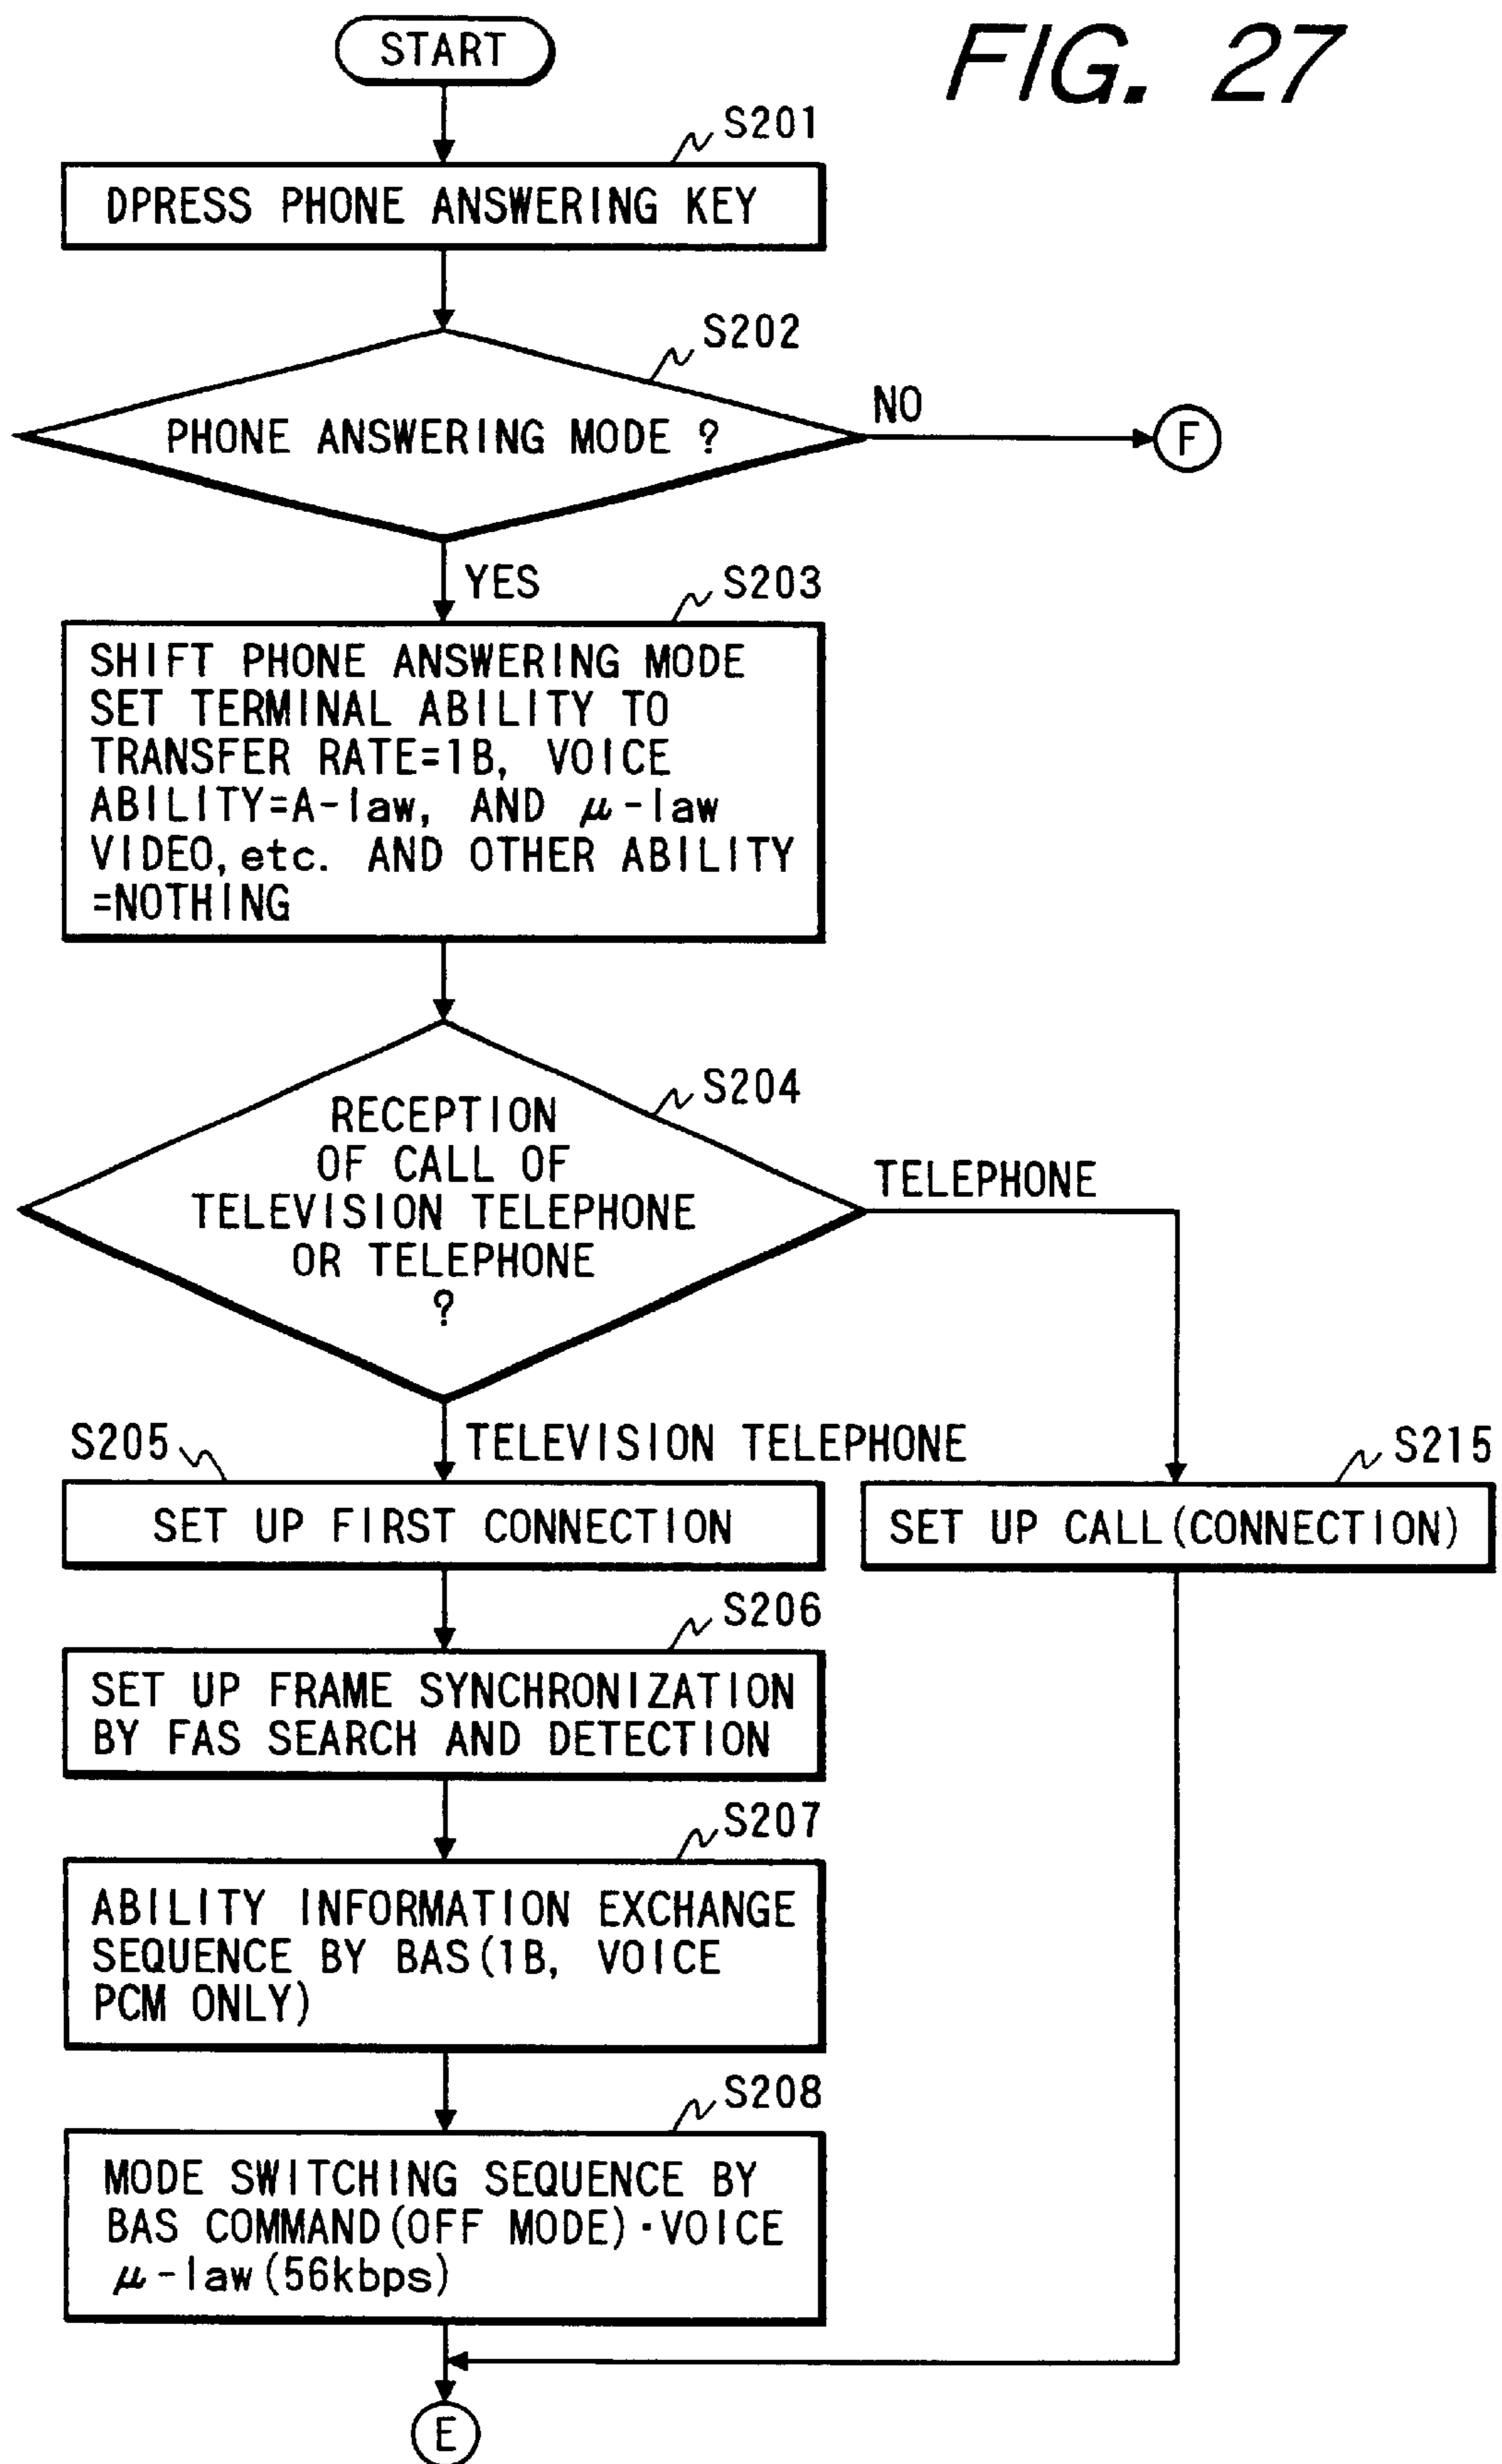 START
FIG. 27
S201
DPRESS PHONE ANSWERING KEY
S202
PHONE ANSWERING MODE ?
NO
F
YES
S203
SHIFT PHONE ANSWERING MODE
SET TERMINAL ABILITY TO
TRANSFER RATE=1B, VOICE
ABILITY=A-law, AND μ-law
VIDEO, etc. AND OTHER ABILITY
=NOTHING
S204
RECEPTION
OF CALL OF
TELEVISION TELEPHONE
OR TELEPHONE
?
TELEPHONE
TELEVISION TELEPHONE
S205
SET UP FIRST CONNECTION
S215
SET UP CALL(CONNECTION)
S206
SET UP FRAME SYNCHRONIZATION
BY FAS SEARCH AND DETECTION
S207
ABILITY INFORMATION EXCHANGE
SEQUENCE BY BAS(1B, VOICE
PCM ONLY)
S208
MODE SWITCHING SEQUENCE BY
BAS COMMAND(OFF MODE)·VOICE
μ-law(56kbps)
E